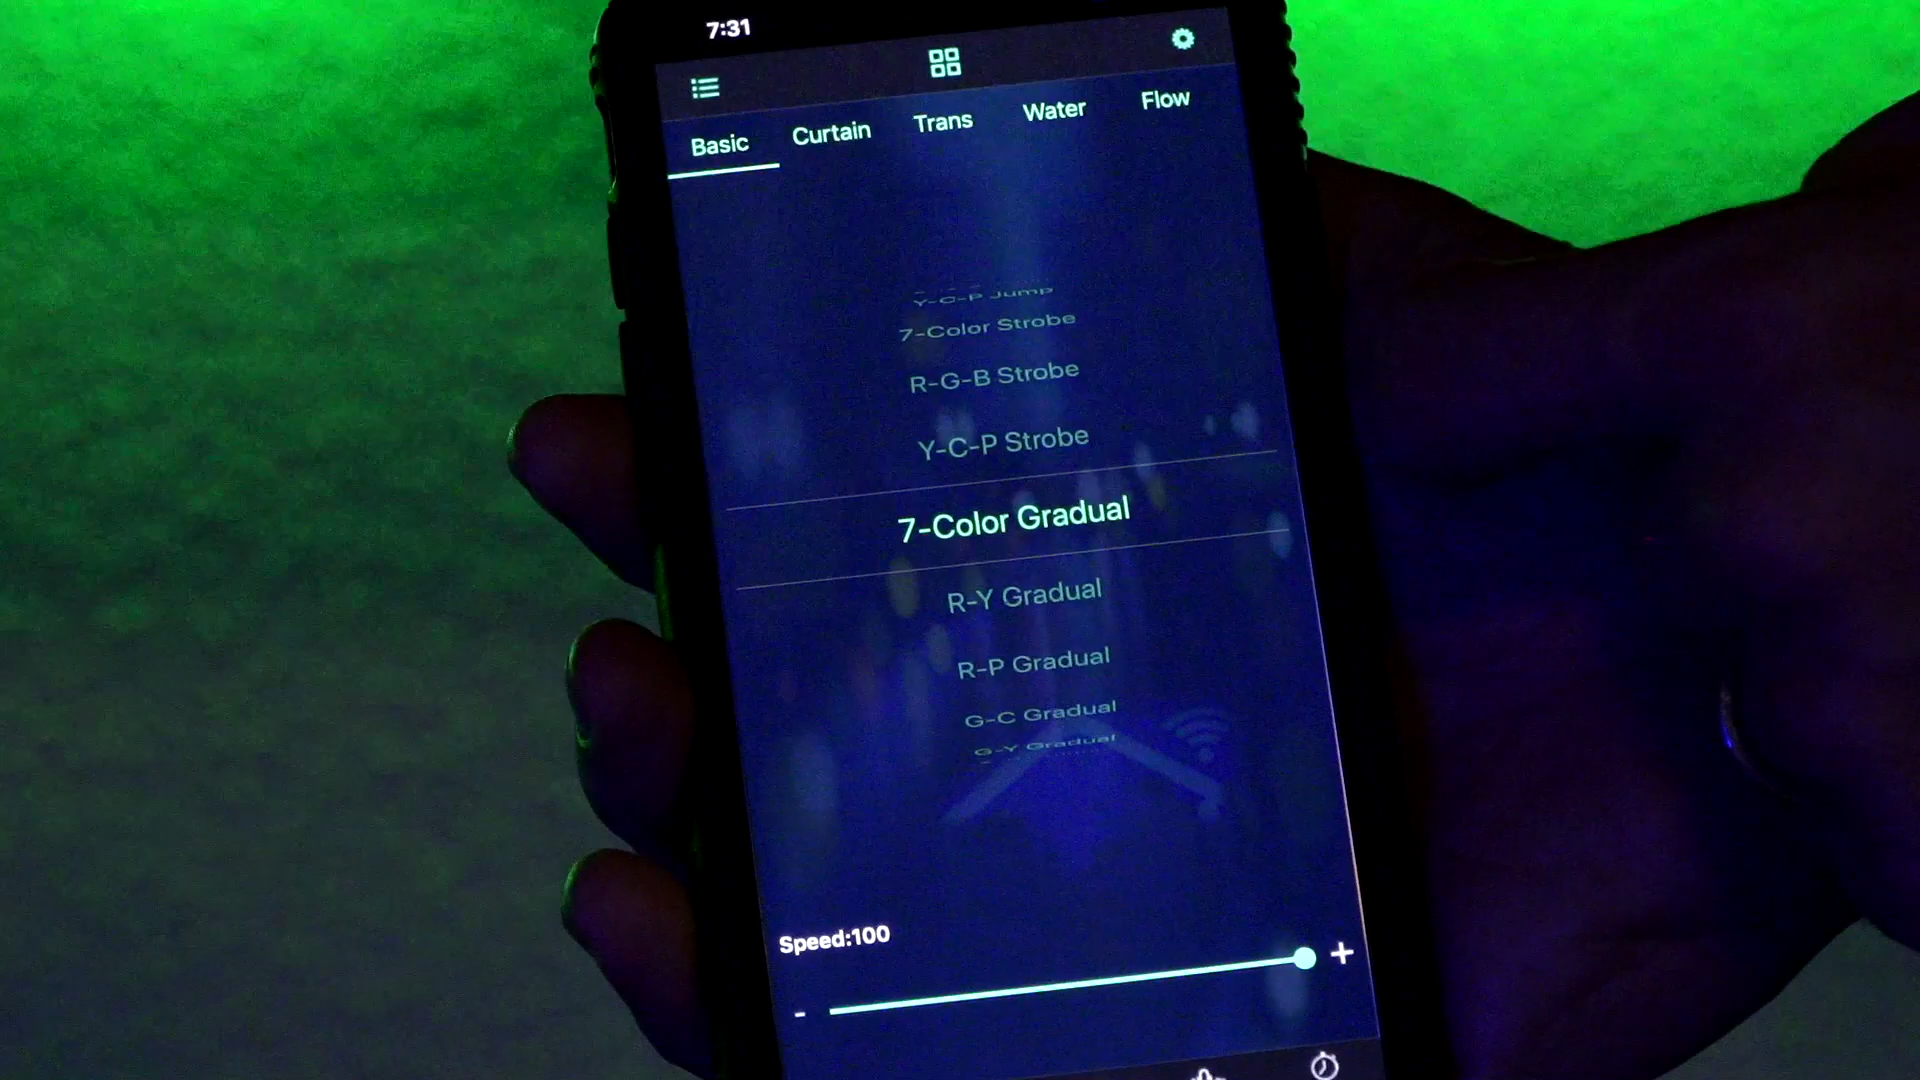 7:31
Basic Curtain Trans Water Flow
Y-C-P Jump
7-Color Strobe
R-G-B Strobe
Y-C-P Strobe
7-Color Gradual
R-Y Gradual
R-P Gradual
G-C Gradual
G-Y Gradual
Speed:100
- +